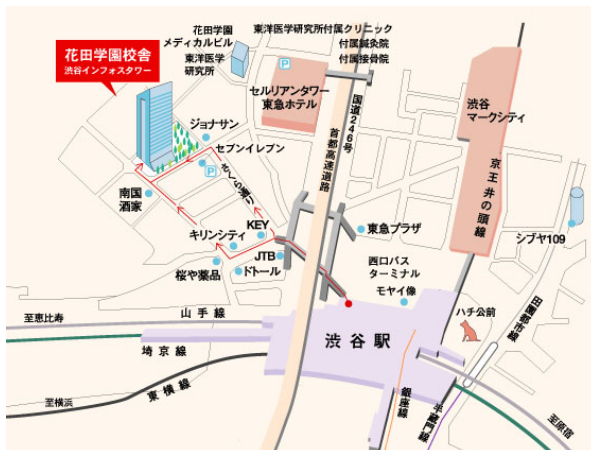 花田学園
メディカルビル
東洋医学研究所付属クリニック
付属鍼灸院
付属接骨院
東洋医学
研究所
花田学園校舎
渋谷インフォスタワー
P
セルリアンタワー
東急ホテル
国道246号
首都高速道路
渋谷
マークシティ
京王井の頭線
ジョナサン
セブンイレブン
P
さくら通り
南国
酒家
KEY
キリンシティ
東急プラザ
シブヤ109
JTB
ドトール
桜や薬品
西口バス
ターミナル
モヤイ像
ハチ公前
田園都市線
至恵比寿
山手線
渋谷駅
埼京線
東横線
至横浜
銀座線
半蔵門線
至原宿